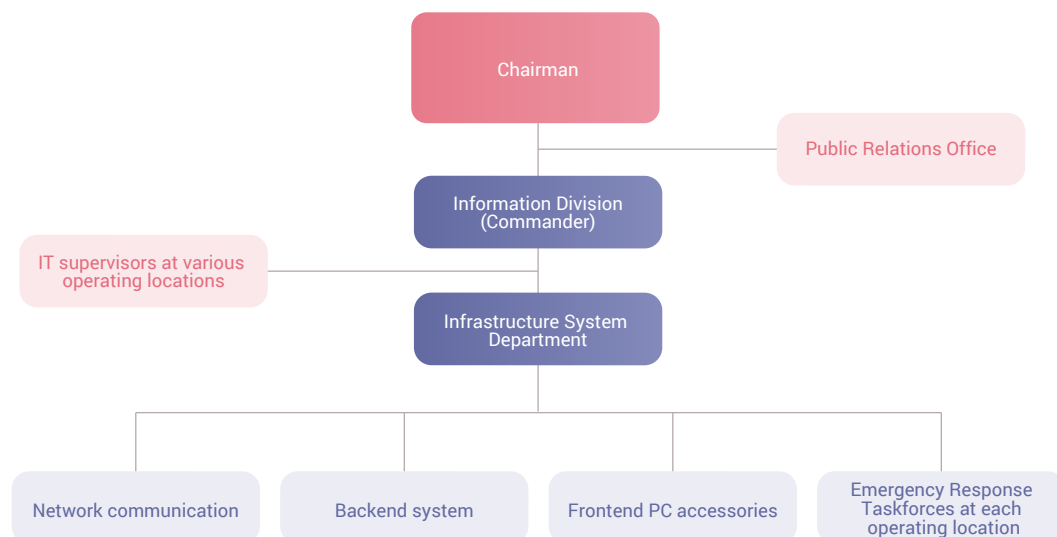 Chairman
Public Relations Office
Information Division
(Commander)
IT supervisors at various
operating locations
Infrastructure System
Department
Network communication
Backend system
Frontend PC accessories
Emergency Response
Taskforces at each
operating location